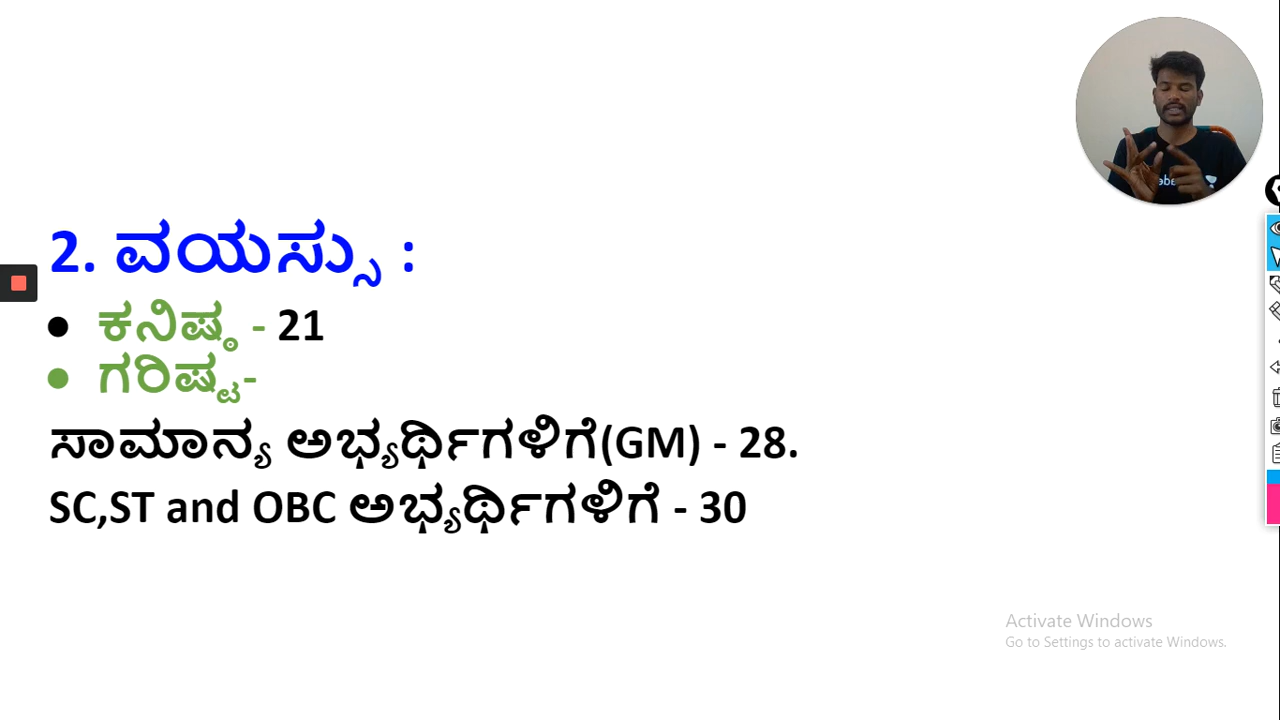 2. ವಯಸ್ಸು :
● ಕನಿಷ್ಠ - 21
● ಗರಿಷ್ಟ-
ಸಾಮಾನ್ಯ ಅಭ್ಯರ್ಥಿಗಳಿಗೆ(GM) - 28.
SC,ST and OBC ಅಭ್ಯರ್ಥಿಗಳಿಗೆ - 30
Activate Windows
Go to Settings to activate Windows.